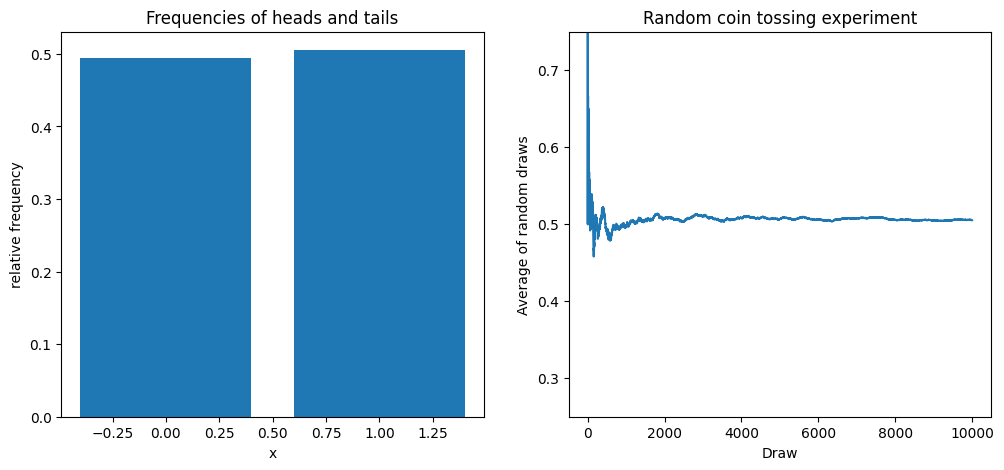 Frequencies of heads and tails
relative frequency
0.5
0.4
0.3
0.2
0.1
0.0
−0.25 0.00 0.25 0.50 0.75 1.00 1.25
x
Random coin tossing experiment
Average of random draws
0.7
0.6
0.5
0.4
0.3
0 2000 4000 6000 8000 10000
Draw